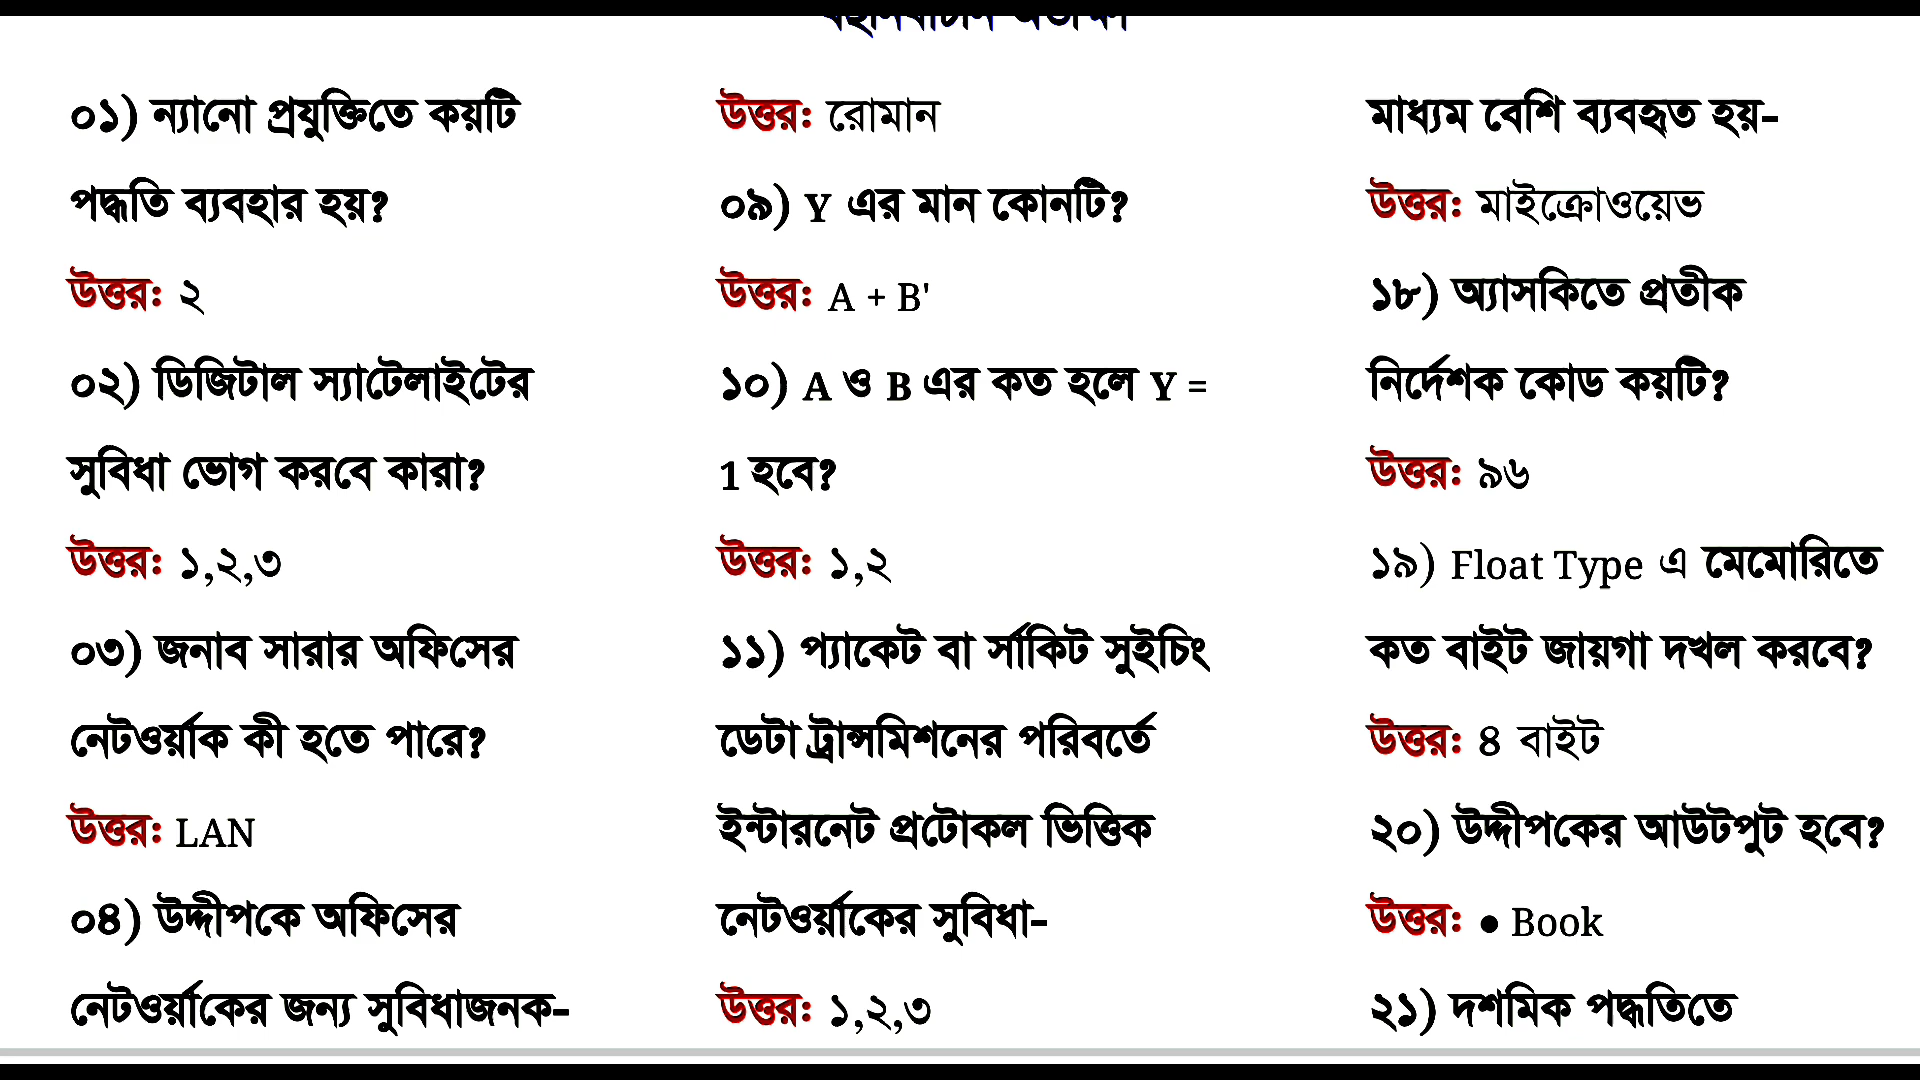 ০১) ন্যানো প্রযুক্তিতে কয়টি
পদ্ধতি ব্যবহার হয়?
উত্তর: ২
০২) ডিজিটাল স্যাটেলাইটের
সুবিধা ভোগ করবে কারা?
উত্তর: ১,২,৩
০৩) জনাব সারার অফিসের
নেটওর্য়াক কী হতে পারে?
উত্তর: LAN
০৪) উদ্দীপকে অফিসের
নেটওর্য়াকের জন্য সুবিধাজনক-
উত্তর: রোমান
০৯) Y এর মান কোনটি?
উত্তর: A + B'
১০) A ও B এর কত হলে Y =
1 হবে?
উত্তর: ১,২
১১) প্যাকেট বা র্সাকিট সুইচিং
ডেটা ট্রান্সমিশনের পরিবর্তে
ইন্টারনেট প্রটোকল ভিত্তিক
নেটওর্য়াকের সুবিধা-
উত্তর: ১,২,৩
মাধ্যম বেশি ব্যবহৃত হয়-
উত্তর: মাইক্রোওয়েভ
১৮) অ্যাসকিতে প্রতীক
নির্দেশক কোড কয়টি?
উত্তর: ৯৬
১৯) Float Type এ মেমোরিতে
কত বাইট জায়গা দখল করবে?
উত্তর: ৪ বাইট
২০) উদ্দীপকের আউটপুট হবে?
উত্তর: ● Book
২১) দশমিক পদ্ধতিতে